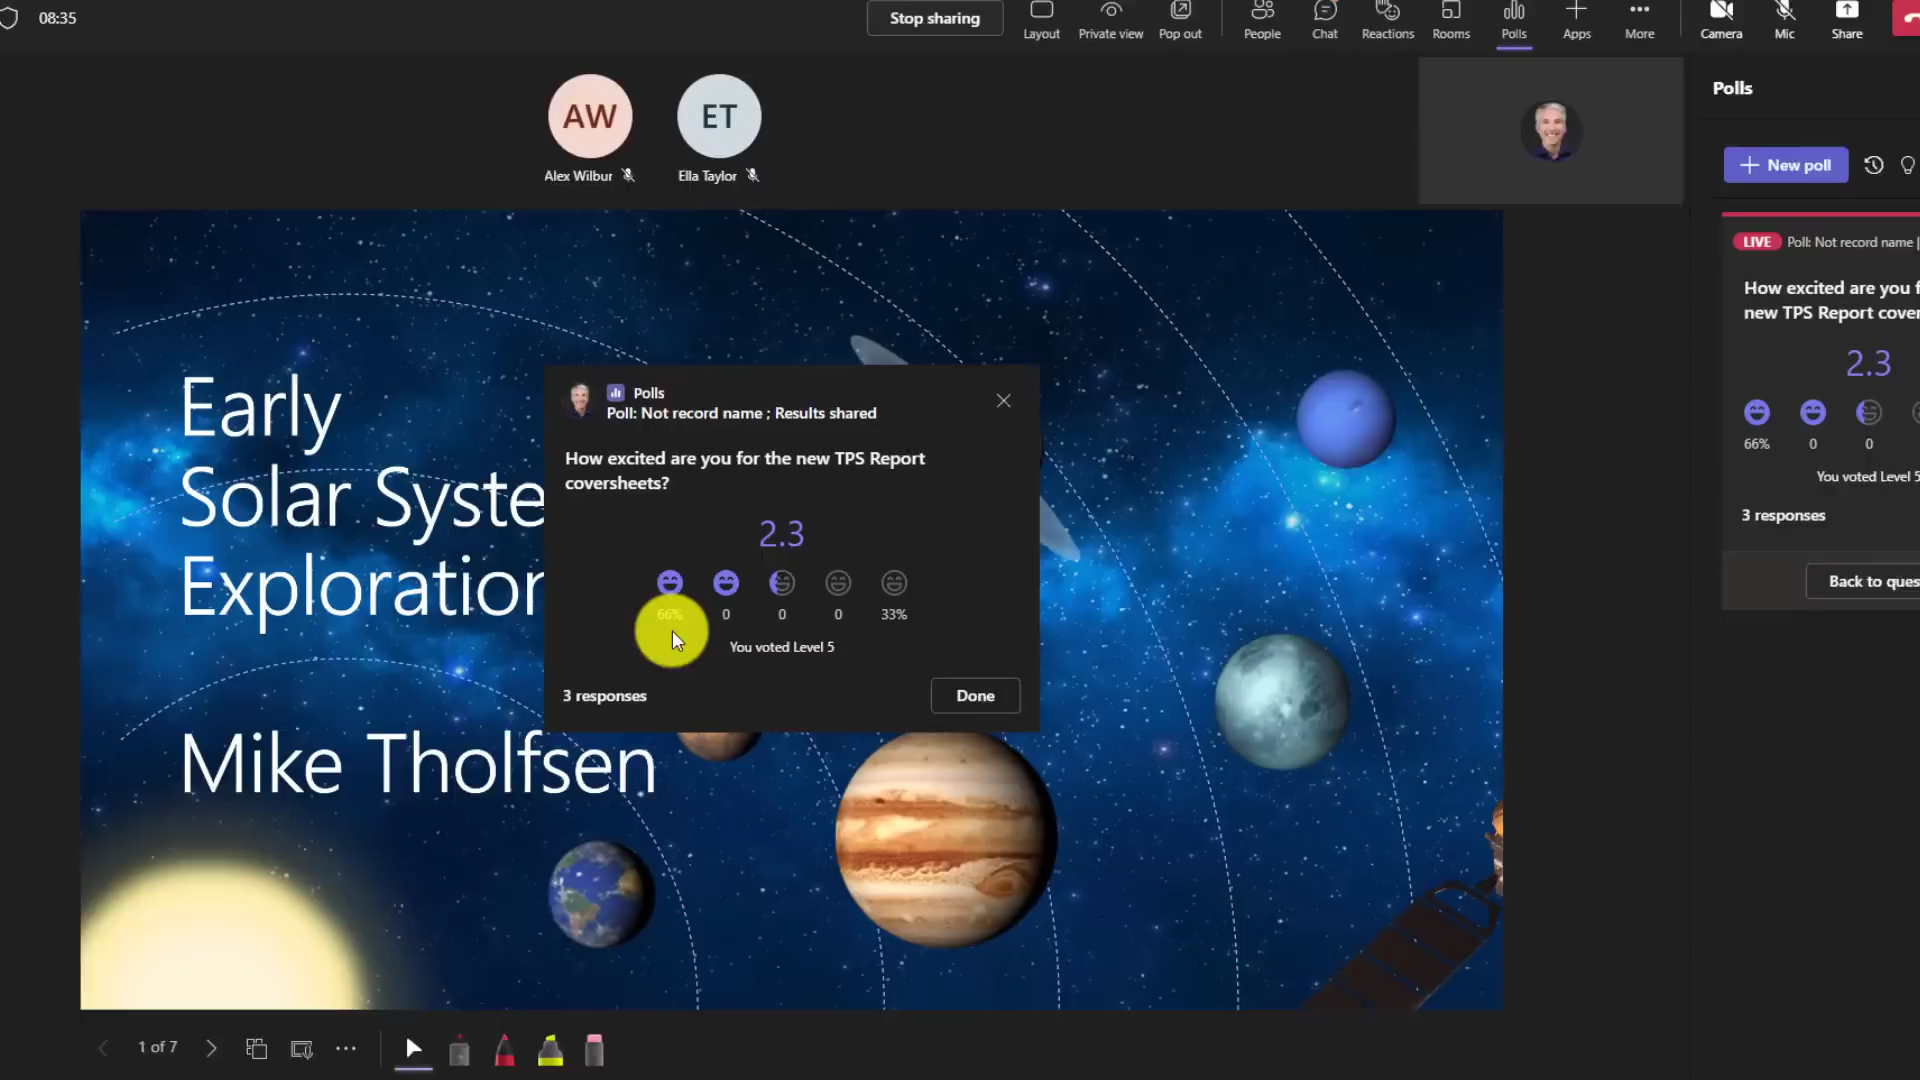 08:35
Stop sharing
Layout
Private view
Pop out
People
Chat
Reactions
Rooms
Polls
Apps
More
Camera
Mic
Share
AW
ET
Alex Wilbur
Ella Taylor
Polls
New poll
LIVE Poll: Not record name |
How excited are you f
new TPS Report cover
2.3
66% 0 0
You voted Level 5
3 responses
Back to ques
Early
Solar Syste
Exploration
Mike Tholfsen
Polls
Poll: Not record name ; Results shared
How excited are you for the new TPS Report
coversheets?
2.3
66% 0 0 0 33%
You voted Level 5
3 responses
Done
1 of 7